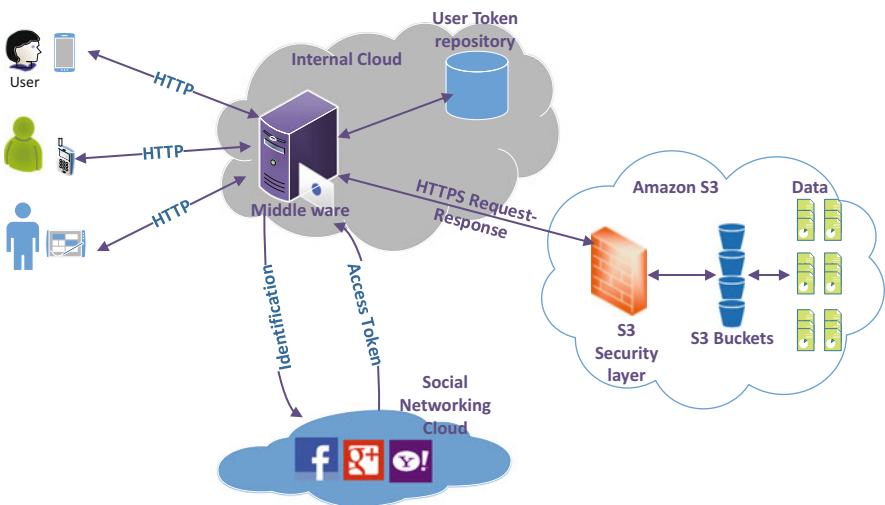 User Token
repository
Internal Cloud
User
HTTP
HTTP
HTTP
Middle ware
HTTPS Request-
Response
Amazon S3
Data
S3
Security
layer
S3 Buckets
Identification
Access Token
Social
Networking
Cloud
f
g+
Y!